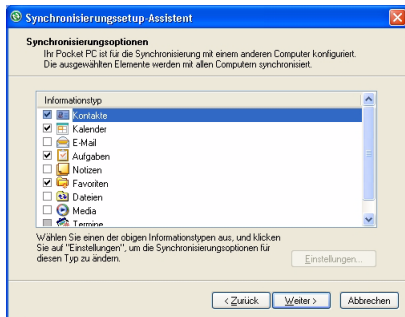 Synchronisierungssetup-Assistent
Synchronisierungsoptionen
Ihr Pocket PC ist für die Synchronisierung mit einem anderen Computer konfiguriert.
Die ausgewählten Elemente werden mit allen Computern synchronisiert.
Informationstyp
Kontakte
Kalender
E-Mail
Aufgaben
Notizen
Favoriten
Dateien
Media
Termine
Wählen Sie einen der obigen Informationstypen aus, und klicken
Sie auf "Einstellungen", um die Synchronisierungsoptionen für
diesen Typ zu ändern.
Einstellungen...
< Zurück
Weiter >
Abbrechen